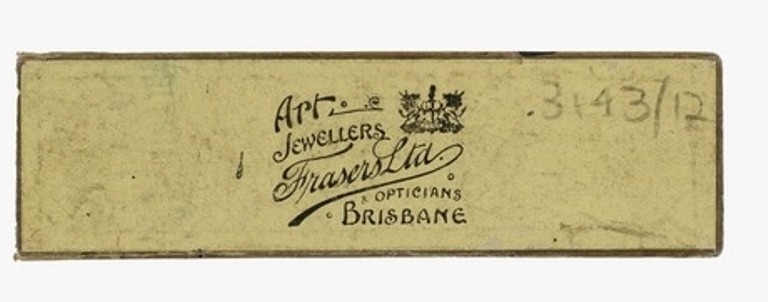 Art
Jewellers
Frasers Ltd.
& Opticians
Brisbane
3143/12